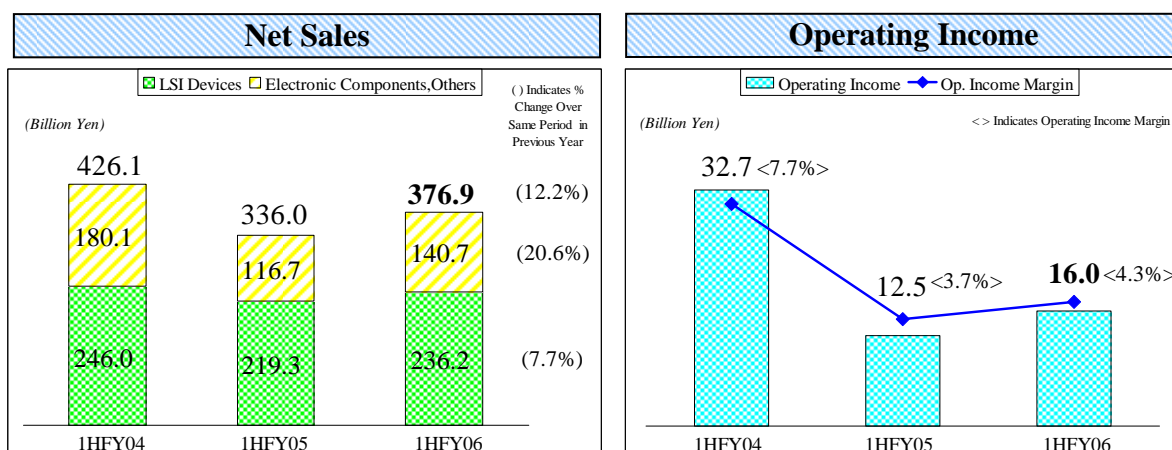 Net Sales
LSI Devices Electronic Components,Others
( ) Indicates %
Change Over
Same Period in
Previous Year
(Billion Yen)
426.1
336.0
376.9
(12.2%)
180.1
116.7
140.7
(20.6%)
246.0
219.3
236.2
(7.7%)
1HFY04 1HFY05 1HFY06
Operating Income
Operating Income Op. Income Margin
(Billion Yen)
< > Indicates Operating Income Margin
32.7 <7.7%>
12.5 <3.7%>
16.0 <4.3%>
1HFY04 1HFY05 1HFY06